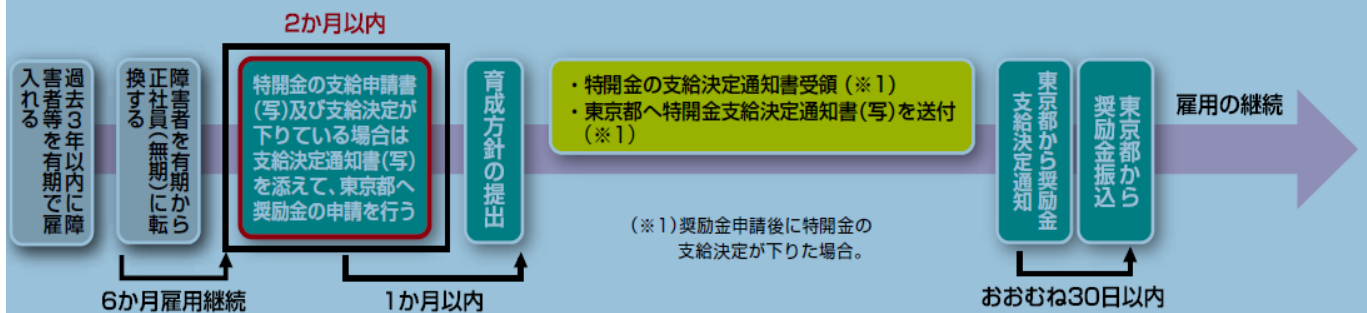 2か月以内
過去3年以内に障
害者等を有期で雇
入れる
障害者を有期から
正社員(無期)に転
換する
特開金の支給申請書
(写)及び支給決定が
下りている場合は
支給決定通知書(写)
を添えて、東京都へ
奨励金の申請を行う
育成方針の提出
・特開金の支給決定通知書受領(※1)
・東京都へ特開金支給決定通知書(写)を送付
(※1)
東京都から奨励金
支給決定通知
東京都から
奨励金振込
雇用の継続
(※1)奨励金申請後に特開金の
支給決定が下りた場合。
6か月雇用継続
1か月以内
おおむね30日以内